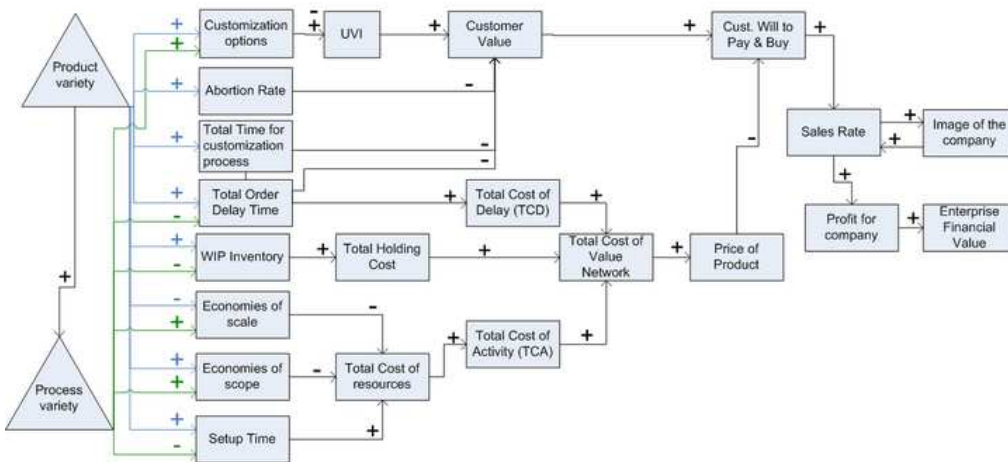 Product
variety
Process
variety
Customization
options
UVI
Customer
Value
Cust. Will to
Pay & Buy
Abortion Rate
Total Time for
customization
process
Sales Rate
Image of the
company
Total Order
Delay Time
Total Cost of
Delay (TCD)
Profit for
company
Enterprise
Financial
Value
WIP Inventory
Total Holding
Cost
Total Cost of
Value
Network
Price of
Product
Economies of
scale
Total Cost of
Activity (TCA)
Economies of
scope
Total Cost of
resources
Setup Time
+
+
-
+
+
+
+
+
-
+
-
+
+
-
-
+
+
-
+
+
-
+
+
+
+
+
-
+
+
-
+
-
+
+
+
+
-
+
-
+